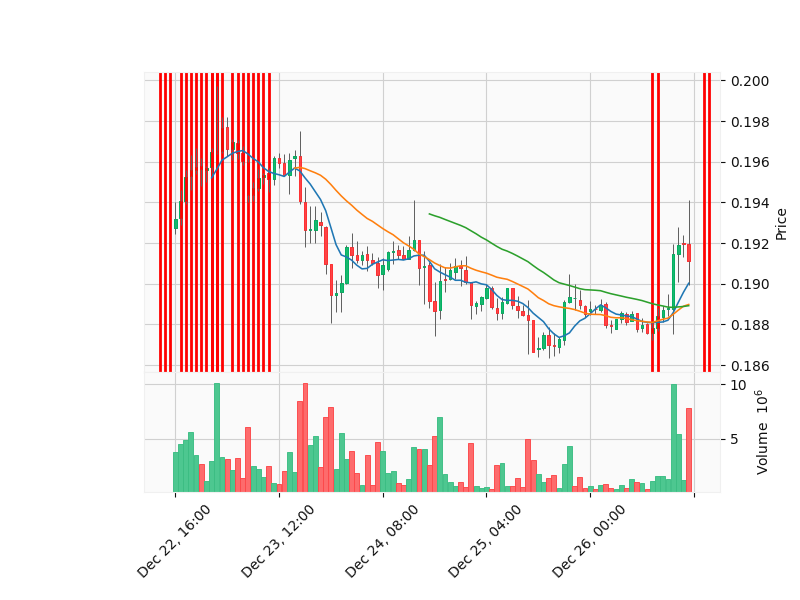 0.200
0.198
0.196
0.194
0.192
0.190
0.188
0.186
Price
10
5
Volume 10⁶
Dec 22, 16:00
Dec 23, 12:00
Dec 24, 08:00
Dec 25, 04:00
Dec 26, 00:00